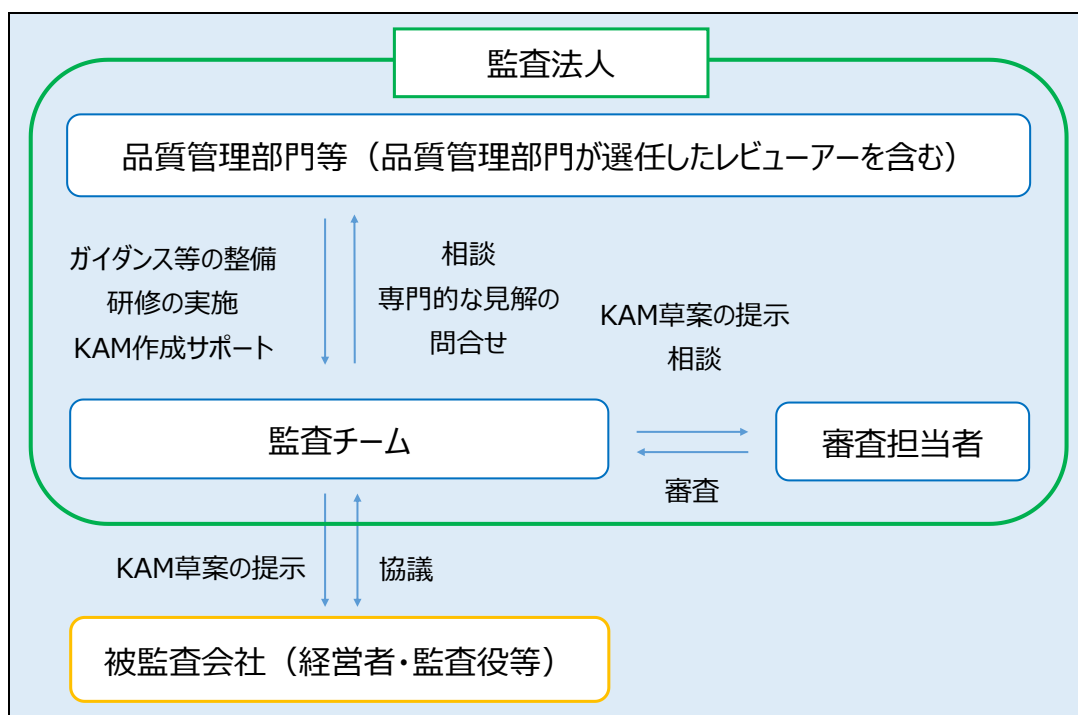 監査法人
品質管理部門等（品質管理部門が選任したレビューアーを含む）
ガイダンス等の整備
研修の実施
KAM作成サポート
相談
専門的な見解の
問合せ
KAM草案の提示
相談
監査チーム
審査担当者
審査
KAM草案の提示
協議
被監査会社（経営者・監査役等）